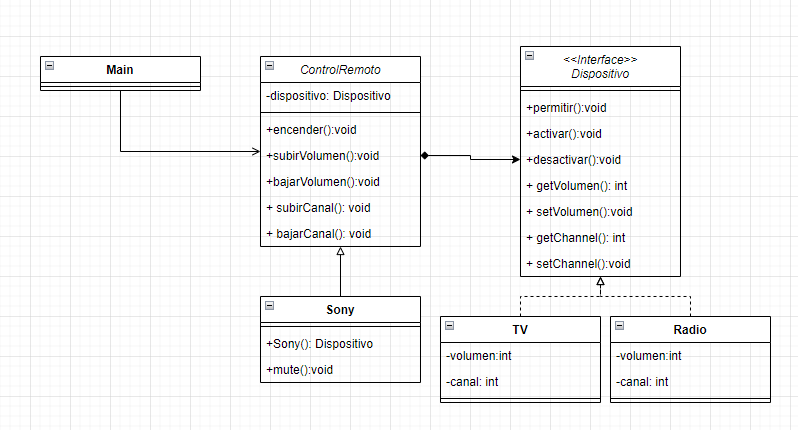 Main
ControlRemoto
-dispositivo: Dispositivo
+encender():void
+subirVolumen():void
+bajarVolumen():void
+ subirCanal(): void
+ bajarCanal(): void
<<Interface>>
Dispositivo
+permitir():void
+activar():void
+desactivar():void
+ getVolumen(): int
+ setVolumen():void
+ getChannel(): int
+ setChannel():void
Sony
+Sony(): Dispositivo
+mute():void
TV
-volumen:int
-canal: int
Radio
-volumen:int
-canal: int